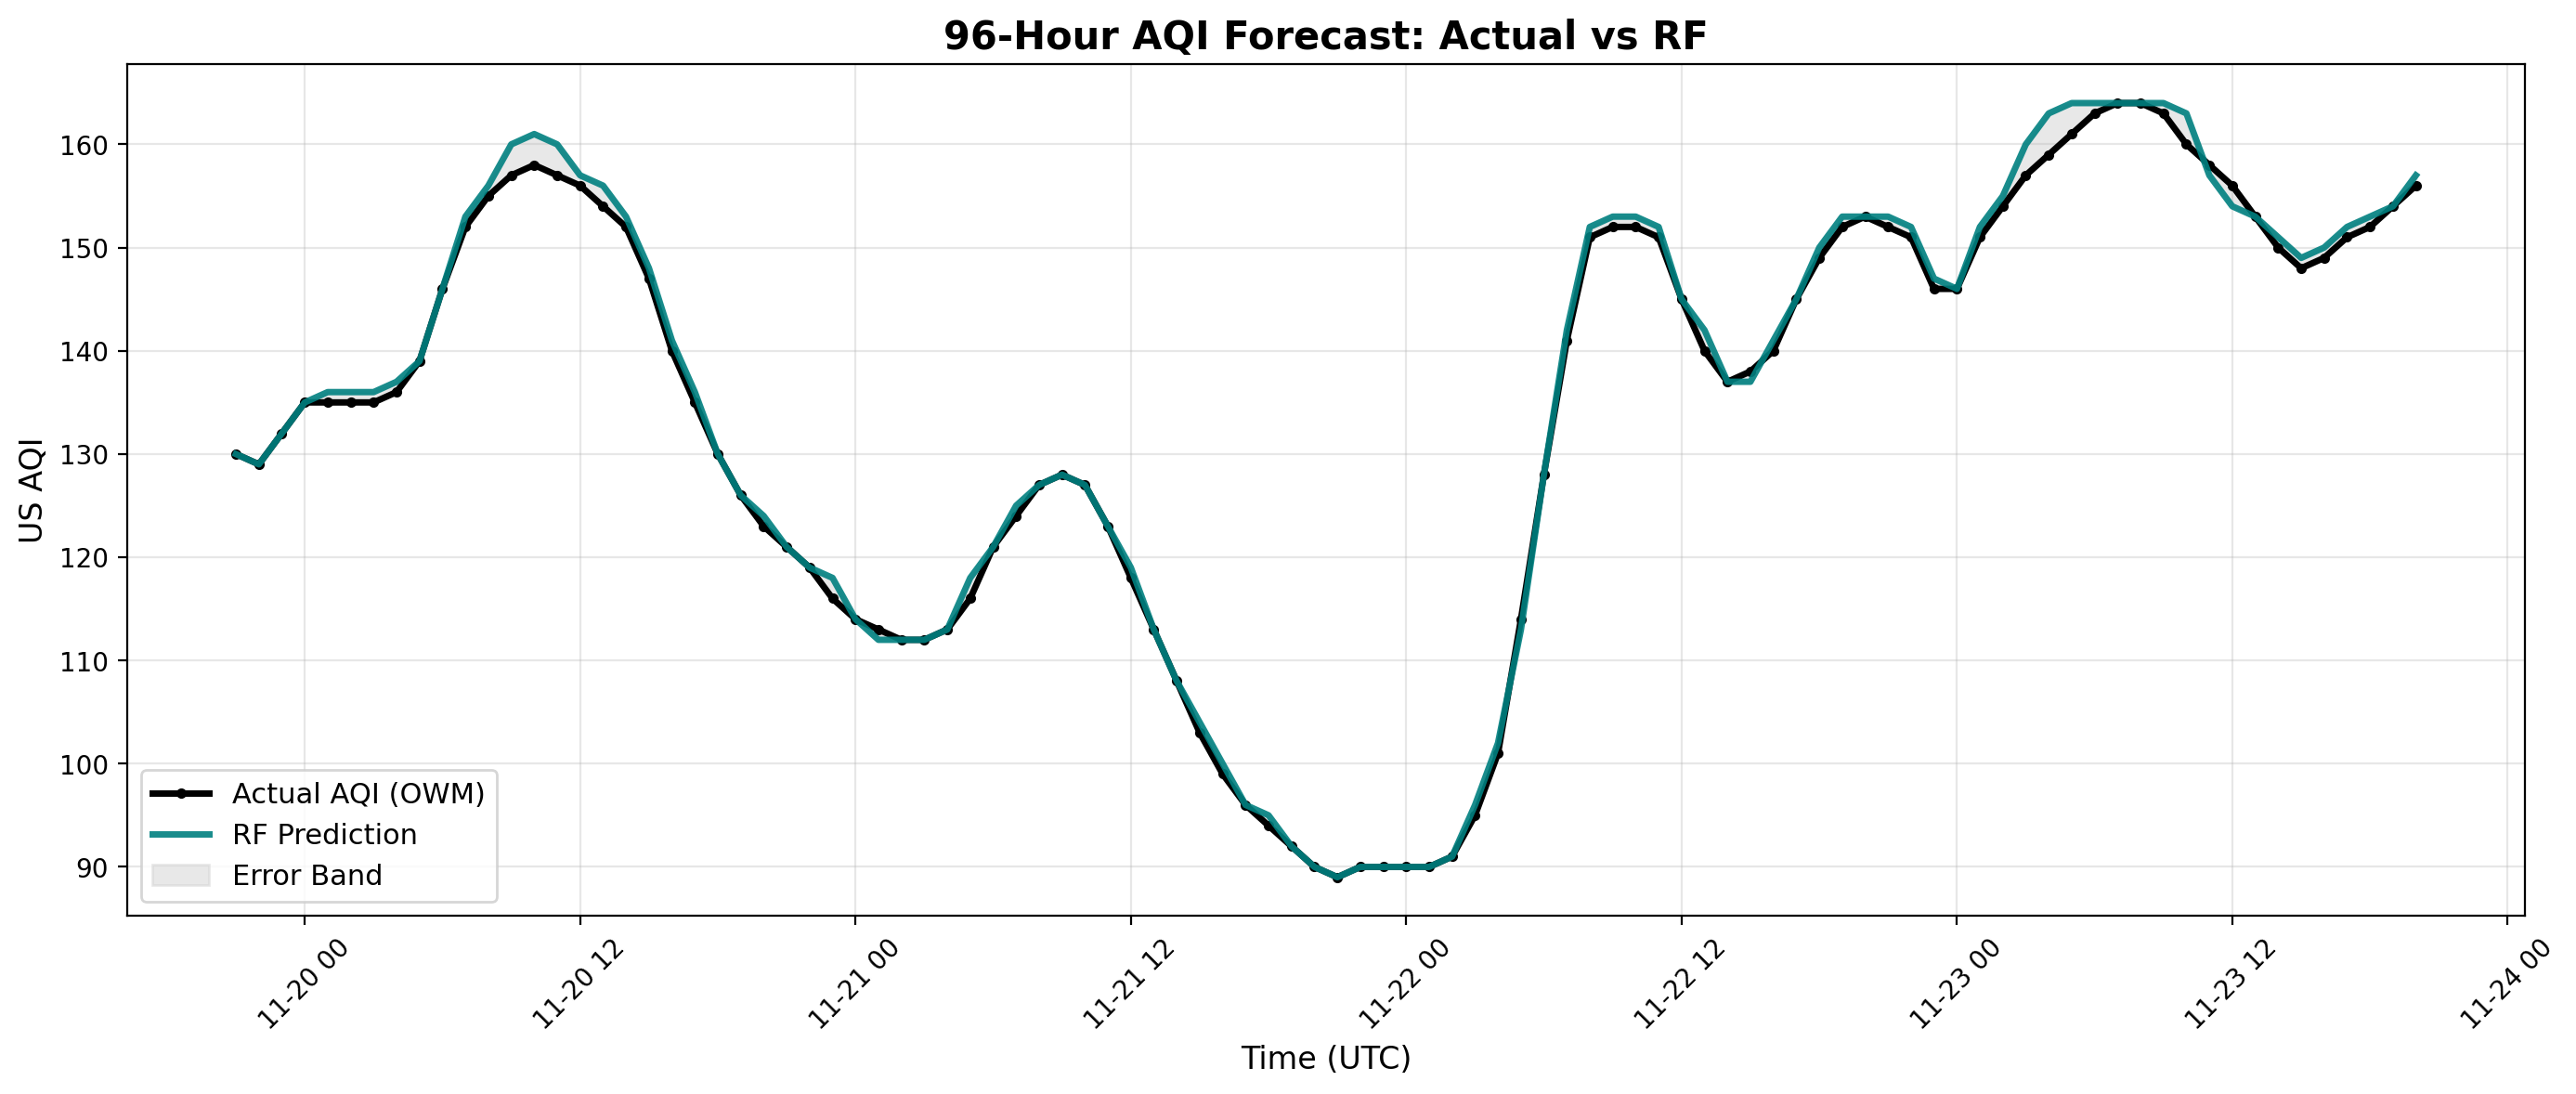 96-Hour AQI Forecast: Actual vs RF
US AQI
160
150
140
130
120
110
100
90
Actual AQI (OWM)
RF Prediction
Error Band
11-20 00
11-20 12
11-21 00
11-21 12
11-22 00
11-22 12
11-23 00
11-23 12
11-24 00
Time (UTC)